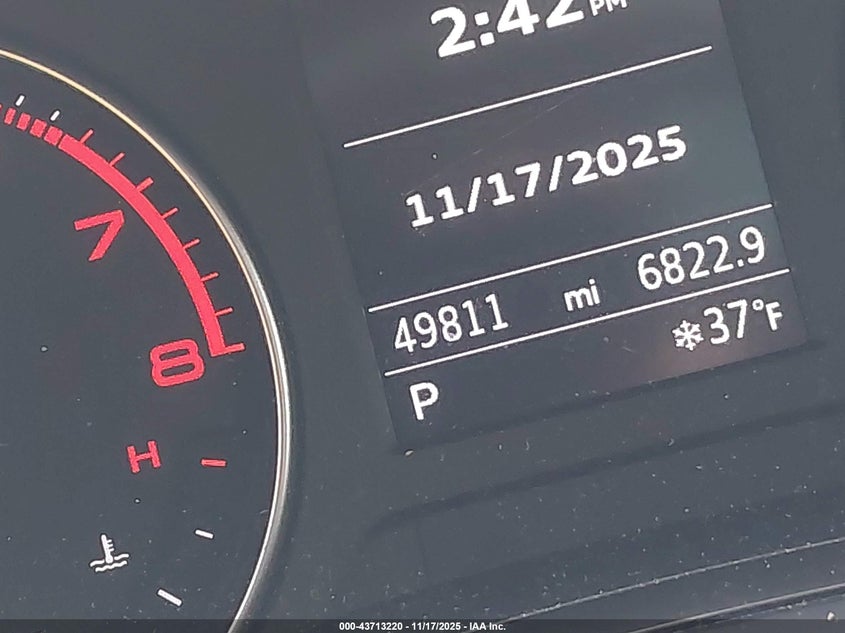 2:42 PM
11/17/2025
49811 mi 6822.9
P ❄37°F
7
8
H
000-43713220 - 11/17/2025 - IAA Inc.